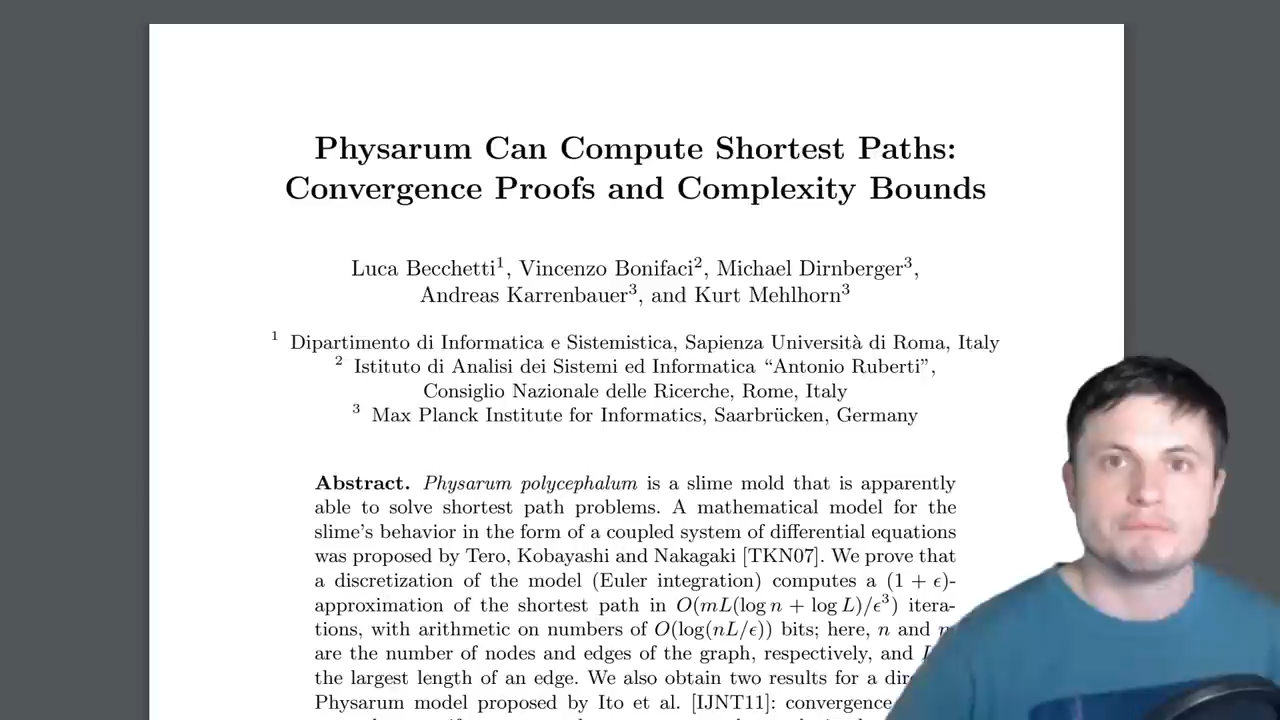 Physarum Can Compute Shortest Paths:
Convergence Proofs and Complexity Bounds
Luca Becchetti¹, Vincenzo Bonifaci², Michael Dirnberger³,
Andreas Karrenbauer³, and Kurt Mehlhorn³
¹ Dipartimento di Informatica e Sistemistica, Sapienza Università di Roma, Italy
² Istituto di Analisi dei Sistemi ed Informatica “Antonio Ruberti”,
Consiglio Nazionale delle Ricerche, Rome, Italy
³ Max Planck Institute for Informatics, Saarbrücken, Germany
Abstract. Physarum polycephalum is a slime mold that is apparently
able to solve shortest path problems. A mathematical model for the
slime’s behavior in the form of a coupled system of differential equations
was proposed by Tero, Kobayashi and Nakagaki [TKN07]. We prove that
a discretization of the model (Euler integration) computes a (1 + ϵ)-
approximation of the shortest path in O(mL(log n + log L)/ϵ³) itera-
tions, with arithmetic on numbers of O(log(nL/ϵ)) bits; here, n and
are the number of nodes and edges of the graph, respectively, and
the largest length of an edge. We also obtain two results for a
Physarum model proposed by Ito et al. [IJNT11]: convergence